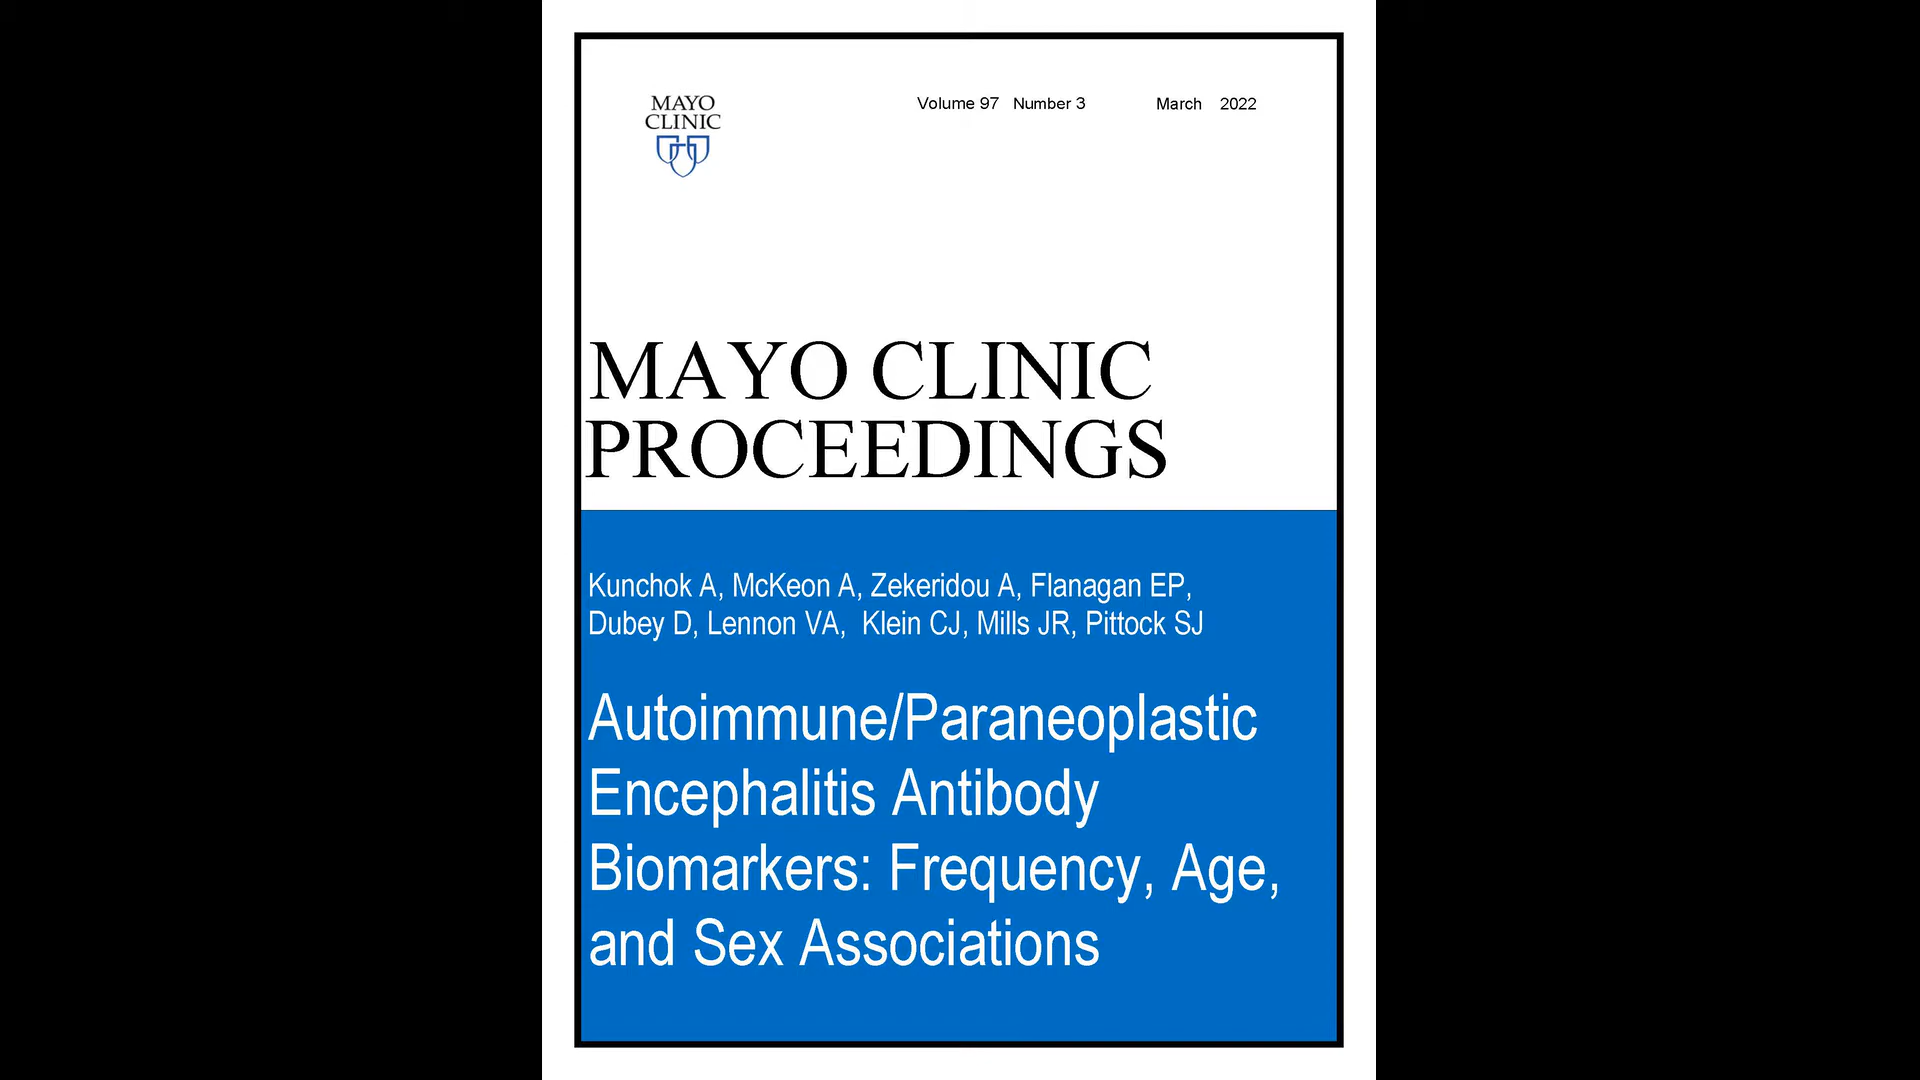 MAYO
CLINIC
Volume 97 Number 3 March 2022
MAYO CLINIC
PROCEEDINGS
Kunchok A, McKeon A, Zekeridou A, Flanagan EP,
Dubey D, Lennon VA, Klein CJ, Mills JR, Pittock SJ
Autoimmune/Paraneoplastic
Encephalitis Antibody
Biomarkers: Frequency, Age,
and Sex Associations